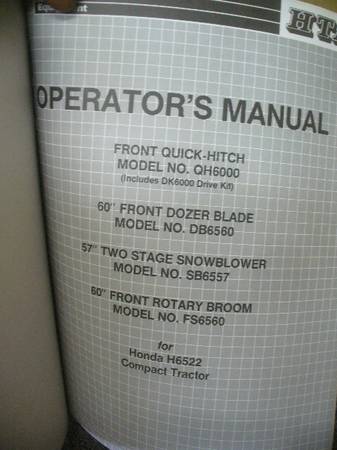 OPERATOR'S MANUAL
FRONT QUICK-HITCH
MODEL NO. QH6000
(Includes DK6000 Drive Kit)
60" FRONT DOZER BLADE
MODEL NO. DB6560
57" TWO STAGE SNOWBLOWER
MODEL NO. SB6557
60" FRONT ROTARY BROOM
MODEL NO. FS6560
for
Honda H6522
Compact Tractor